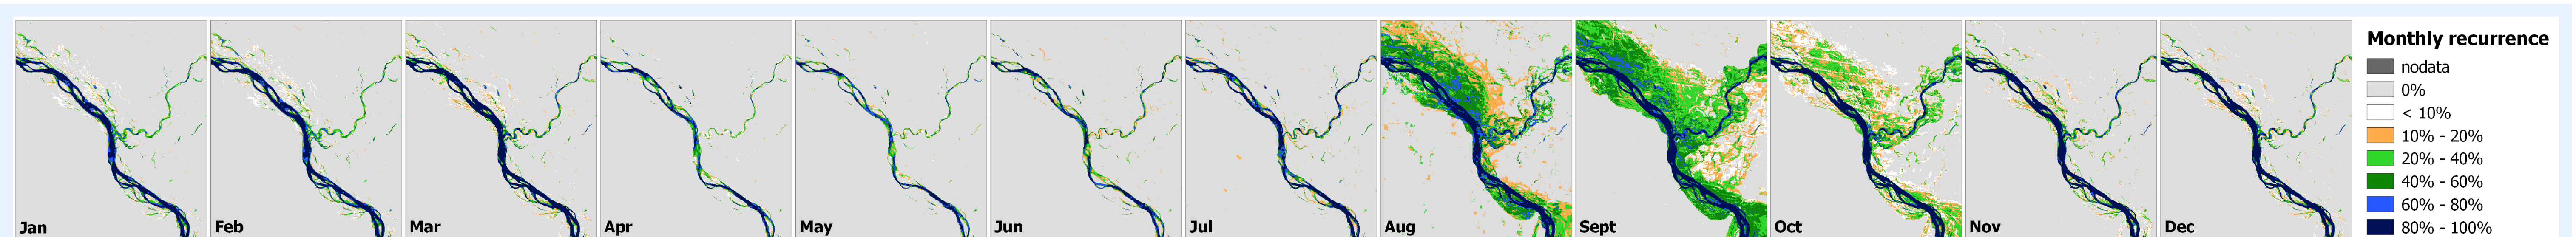 Jan
Feb
Mar
Apr
May
Jun
Jul
Aug
Sept
Oct
Nov
Dec
Monthly recurrence
nodata
0%
< 10%
10% - 20%
20% - 40%
40% - 60%
60% - 80%
80% - 100%